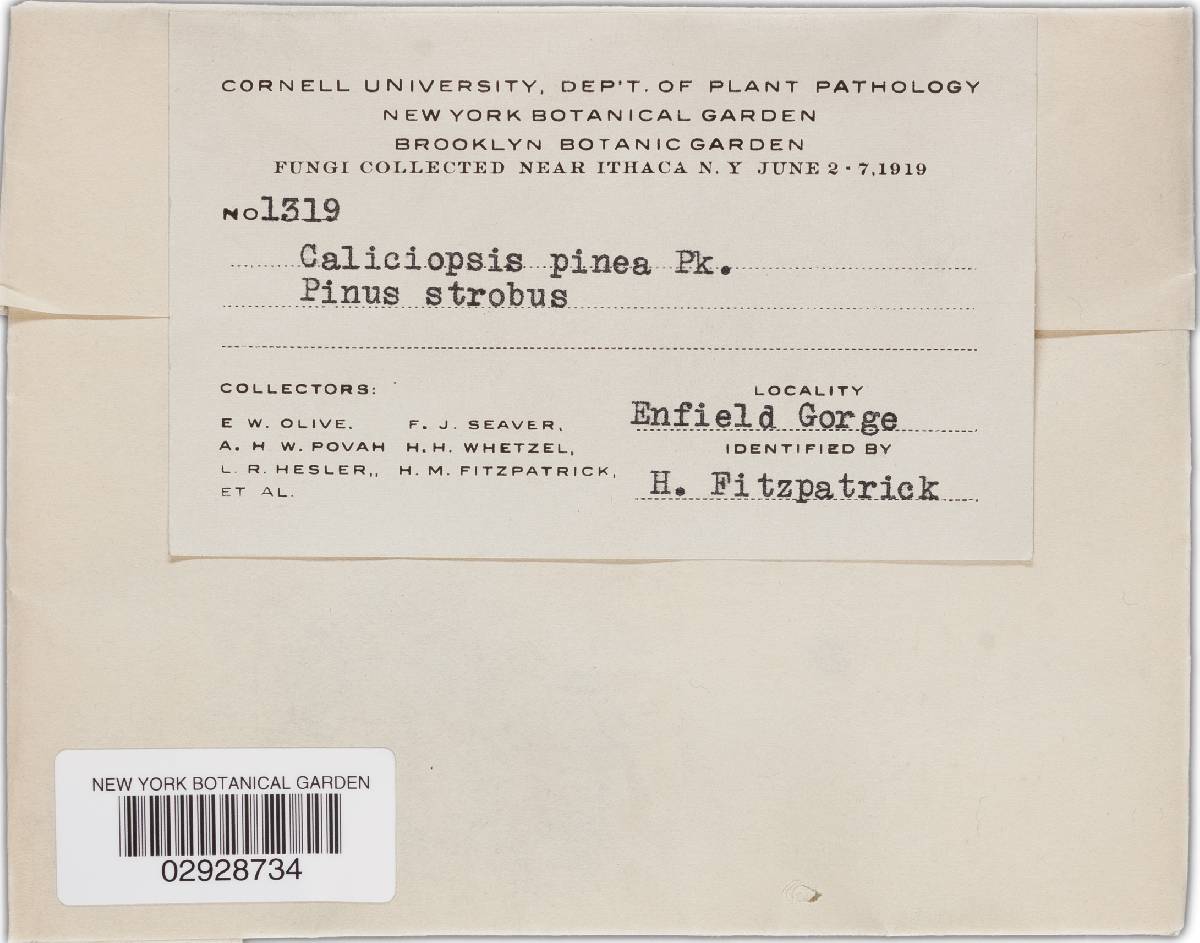 CORNELL UNIVERSITY, DEP'T. OF PLANT PATHOLOGY
NEW YORK BOTANICAL GARDEN
BROOKLYN BOTANIC GARDEN
FUNGI COLLECTED NEAR ITHACA N. Y JUNE 2 - 7, 1919
NO 1319
Caliciopsis pinea Pk.
Pinus strobus
COLLECTORS:
E W. OLIVE. F. J. SEAVER,
A. H W. POVAH H. H. WHETZEL,
L. R. HESLER,, H. M. FITZPATRICK,
ET AL.
LOCALITY
Enfield Gorge
IDENTIFIED BY
H. Fitzpatrick
NEW YORK BOTANICAL GARDEN
02928734